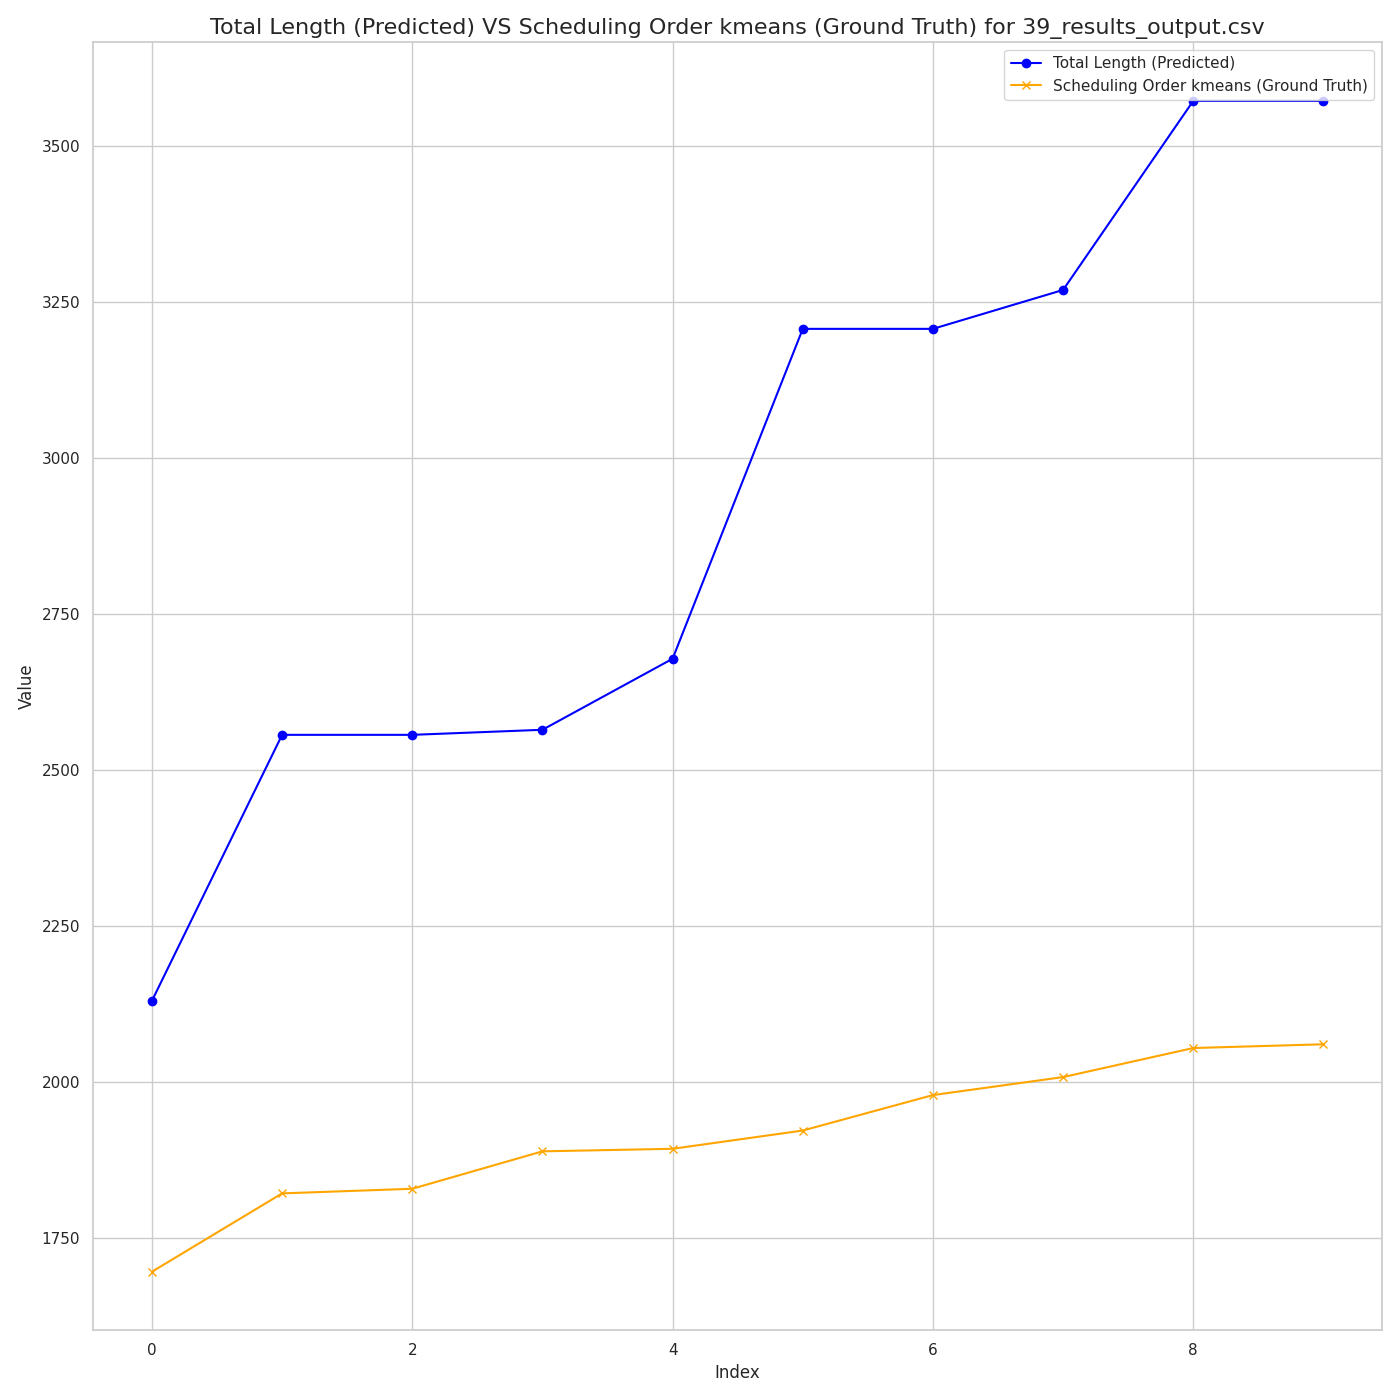 Total Length (Predicted) VS Scheduling Order kmeans (Ground Truth) for 39_results_output.csv
Total Length (Predicted)
Scheduling Order kmeans (Ground Truth)
3500
3250
3000
2750
2500
2250
2000
1750
Value
0 2 4 6 8
Index